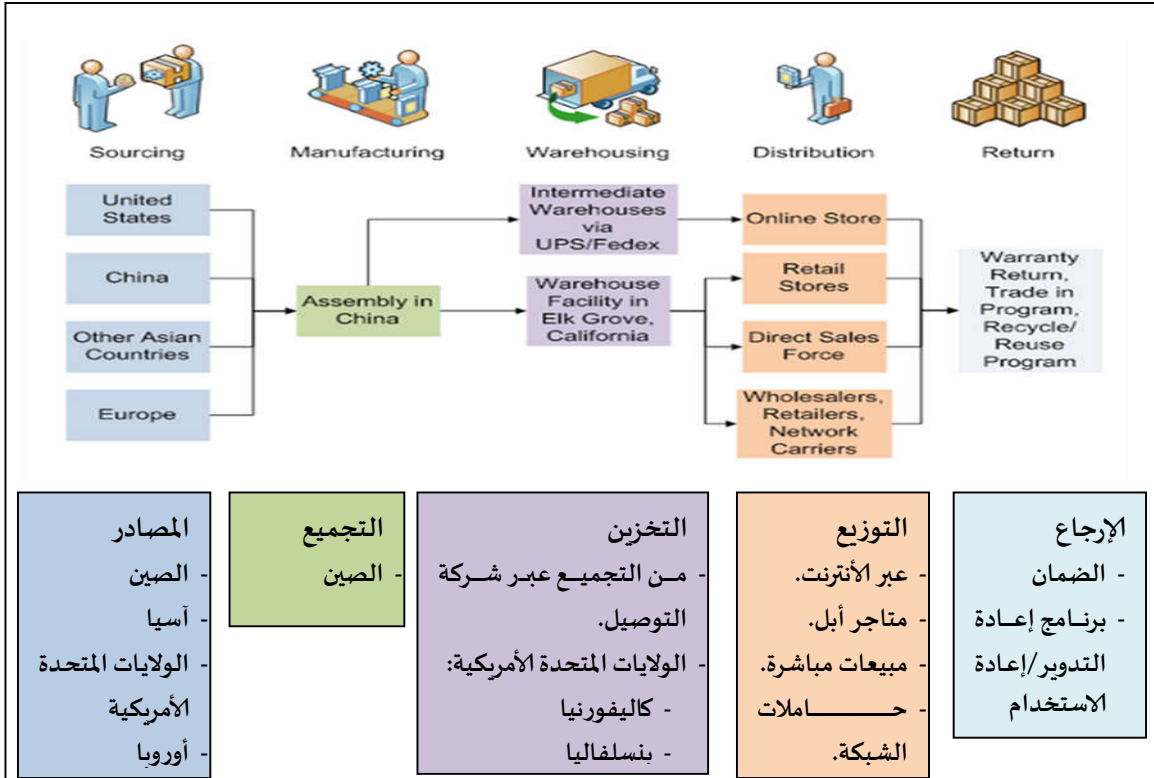 Sourcing
Manufacturing
Warehousing
Distribution
Return
United
States
China
Other Asian
Countries
Europe
Assembly in
China
Intermediate
Warehouses
via
UPS/Fedex
Warehouse
Facility in
Elk Grove,
California
Online Store
Retail
Stores
Direct Sales
Force
Wholesalers,
Retailers,
Network
Carriers
Warranty
Return,
Trade in
Program,
Recycle/
Reuse
Program
المصادر
- الصين
- آسيا
- الولايات المتحدة
الأمريكية
- أوروبا
التجميع
- الصين
التخزين
- من التجميع عبر شركة
التوصيل.
- الولايات المتحدة الأمريكية:
- كاليفورنيا
- بنسلفاليا
التوزيع
- عبر الأنترنت.
- متاجر أبل.
- مبيعات مباشرة.
- حاملات
الشبكة.
الإرجاع
- الضمان
- برنامج إعادة
التدوير/إعادة
الاستخدام